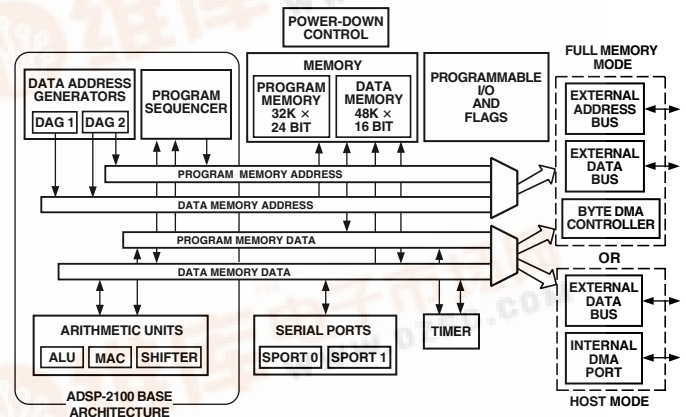 POWER-DOWN
CONTROL
FULL MEMORY
MODE
MEMORY
DATA ADDRESS
GENERATORS
DAG 1
DAG 2
PROGRAM
SEQUENCER
PROGRAM
MEMORY
32K ×
24 BIT
DATA
MEMORY
48K ×
16 BIT
PROGRAMMABLE
I/O
AND
FLAGS
EXTERNAL
ADDRESS
BUS
EXTERNAL
DATA
BUS
BYTE DMA
CONTROLLER
PROGRAM MEMORY ADDRESS
DATA MEMORY ADDRESS
PROGRAM MEMORY DATA
DATA MEMORY DATA
OR
EXTERNAL
DATA
BUS
INTERNAL
DMA
PORT
HOST MODE
ARITHMETIC UNITS
ALU
MAC
SHIFTER
SERIAL PORTS
SPORT 0
SPORT 1
TIMER
ADSP-2100 BASE
ARCHITECTURE